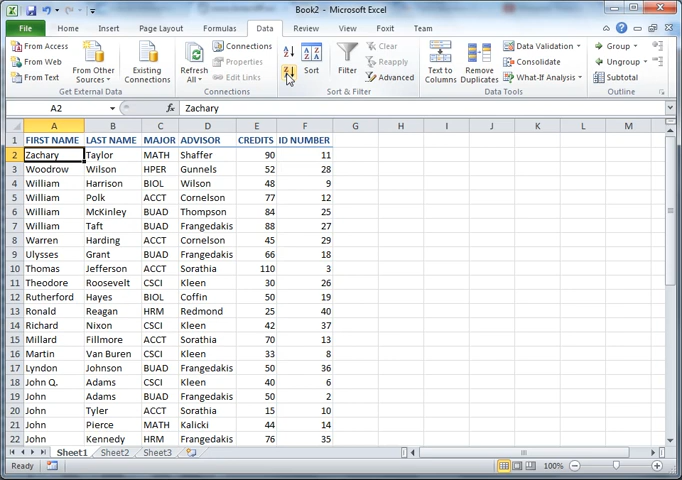 Book2 - Microsoft Excel
File Home Insert Page Layout Formulas Data Review View Foxit Team
From Access
From Web
From Text
From Other Sources
Existing Connections
Get External Data
Refresh All
Connections
Properties
Edit Links
Connections
Sort
Filter
Clear
Reapply
Advanced
Sort & Filter
Text to Columns
Remove Duplicates
Data Validation
Consolidate
What-If Analysis
Data Tools
Group
Ungroup
Subtotal
Outline
A2 fx Zachary
A B C D E F G H I J K L M
1 FIRST NAME LAST NAME MAJOR ADVISOR CREDITS ID NUMBER
2 Zachary Taylor MATH Shaffer 90 11
3 Woodrow Wilson HPER Gunnels 52 28
4 William Harrison BIOL Wilson 48 9
5 William Polk ACCT Cornelson 77 12
6 William McKinley BUAD Thompson 84 25
7 William Taft BUAD Frangedakis 88 27
8 Warren Harding ACCT Cornelson 45 29
9 Ulysses Grant BUAD Frangedakis 66 18
10 Thomas Jefferson ACCT Sorathia 110 3
11 Theodore Roosevelt CSCI Kleen 30 26
12 Rutherford Hayes BIOL Coffin 50 19
13 Ronald Reagan HRM Redmond 25 40
14 Richard Nixon CSCI Kleen 42 37
15 Millard Fillmore ACCT Sorathia 70 13
16 Martin Van Buren CSCI Kleen 33 8
17 Lyndon Johnson BUAD Frangedakis 50 36
18 John Q. Adams CSCI Kleen 40 6
19 John Adams BUAD Frangedakis 50 2
20 John Tyler ACCT Sorathia 15 10
21 John Pierce MATH Kalicki 44 14
22 John Kennedy HRM Frangedakis 76 35
Sheet1 Sheet2 Sheet3
Ready 100%